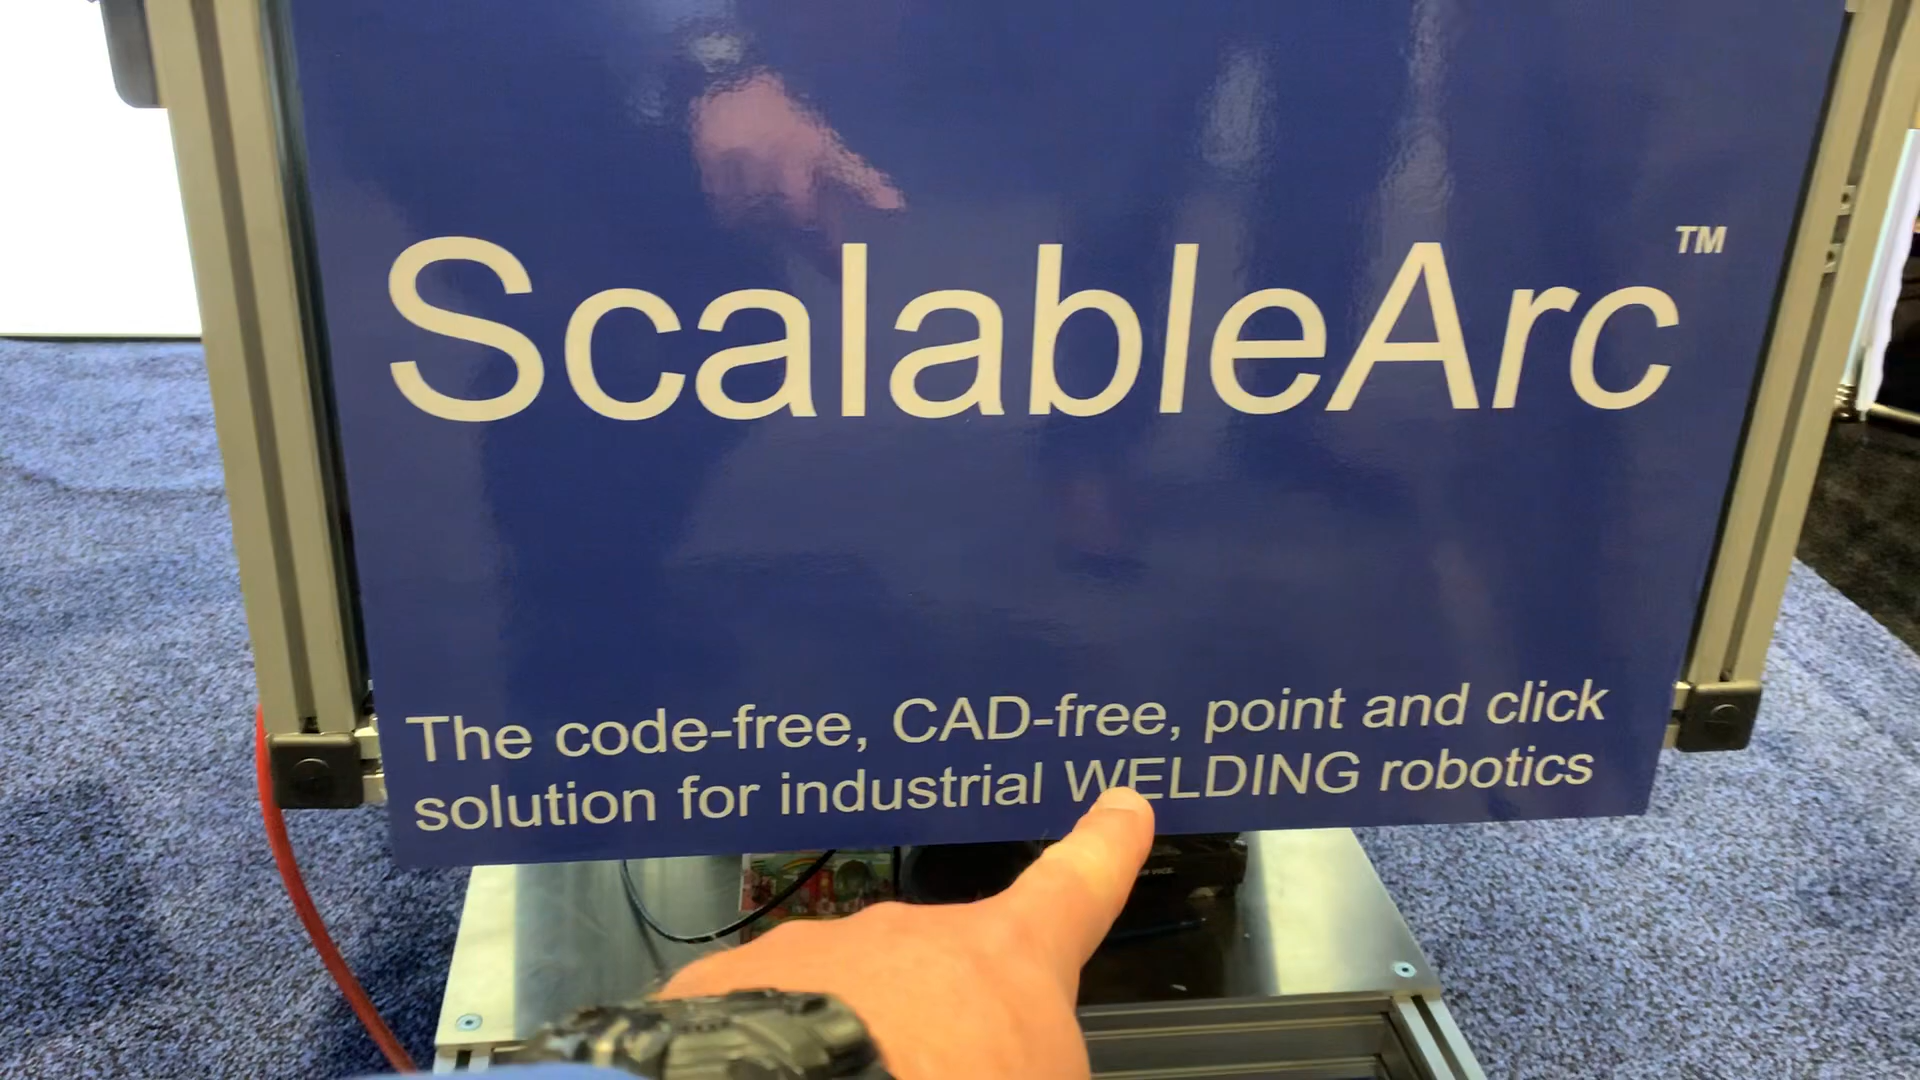 ScalableArc™
The code-free, CAD-free, point and click
solution for industrial WELDING robotics